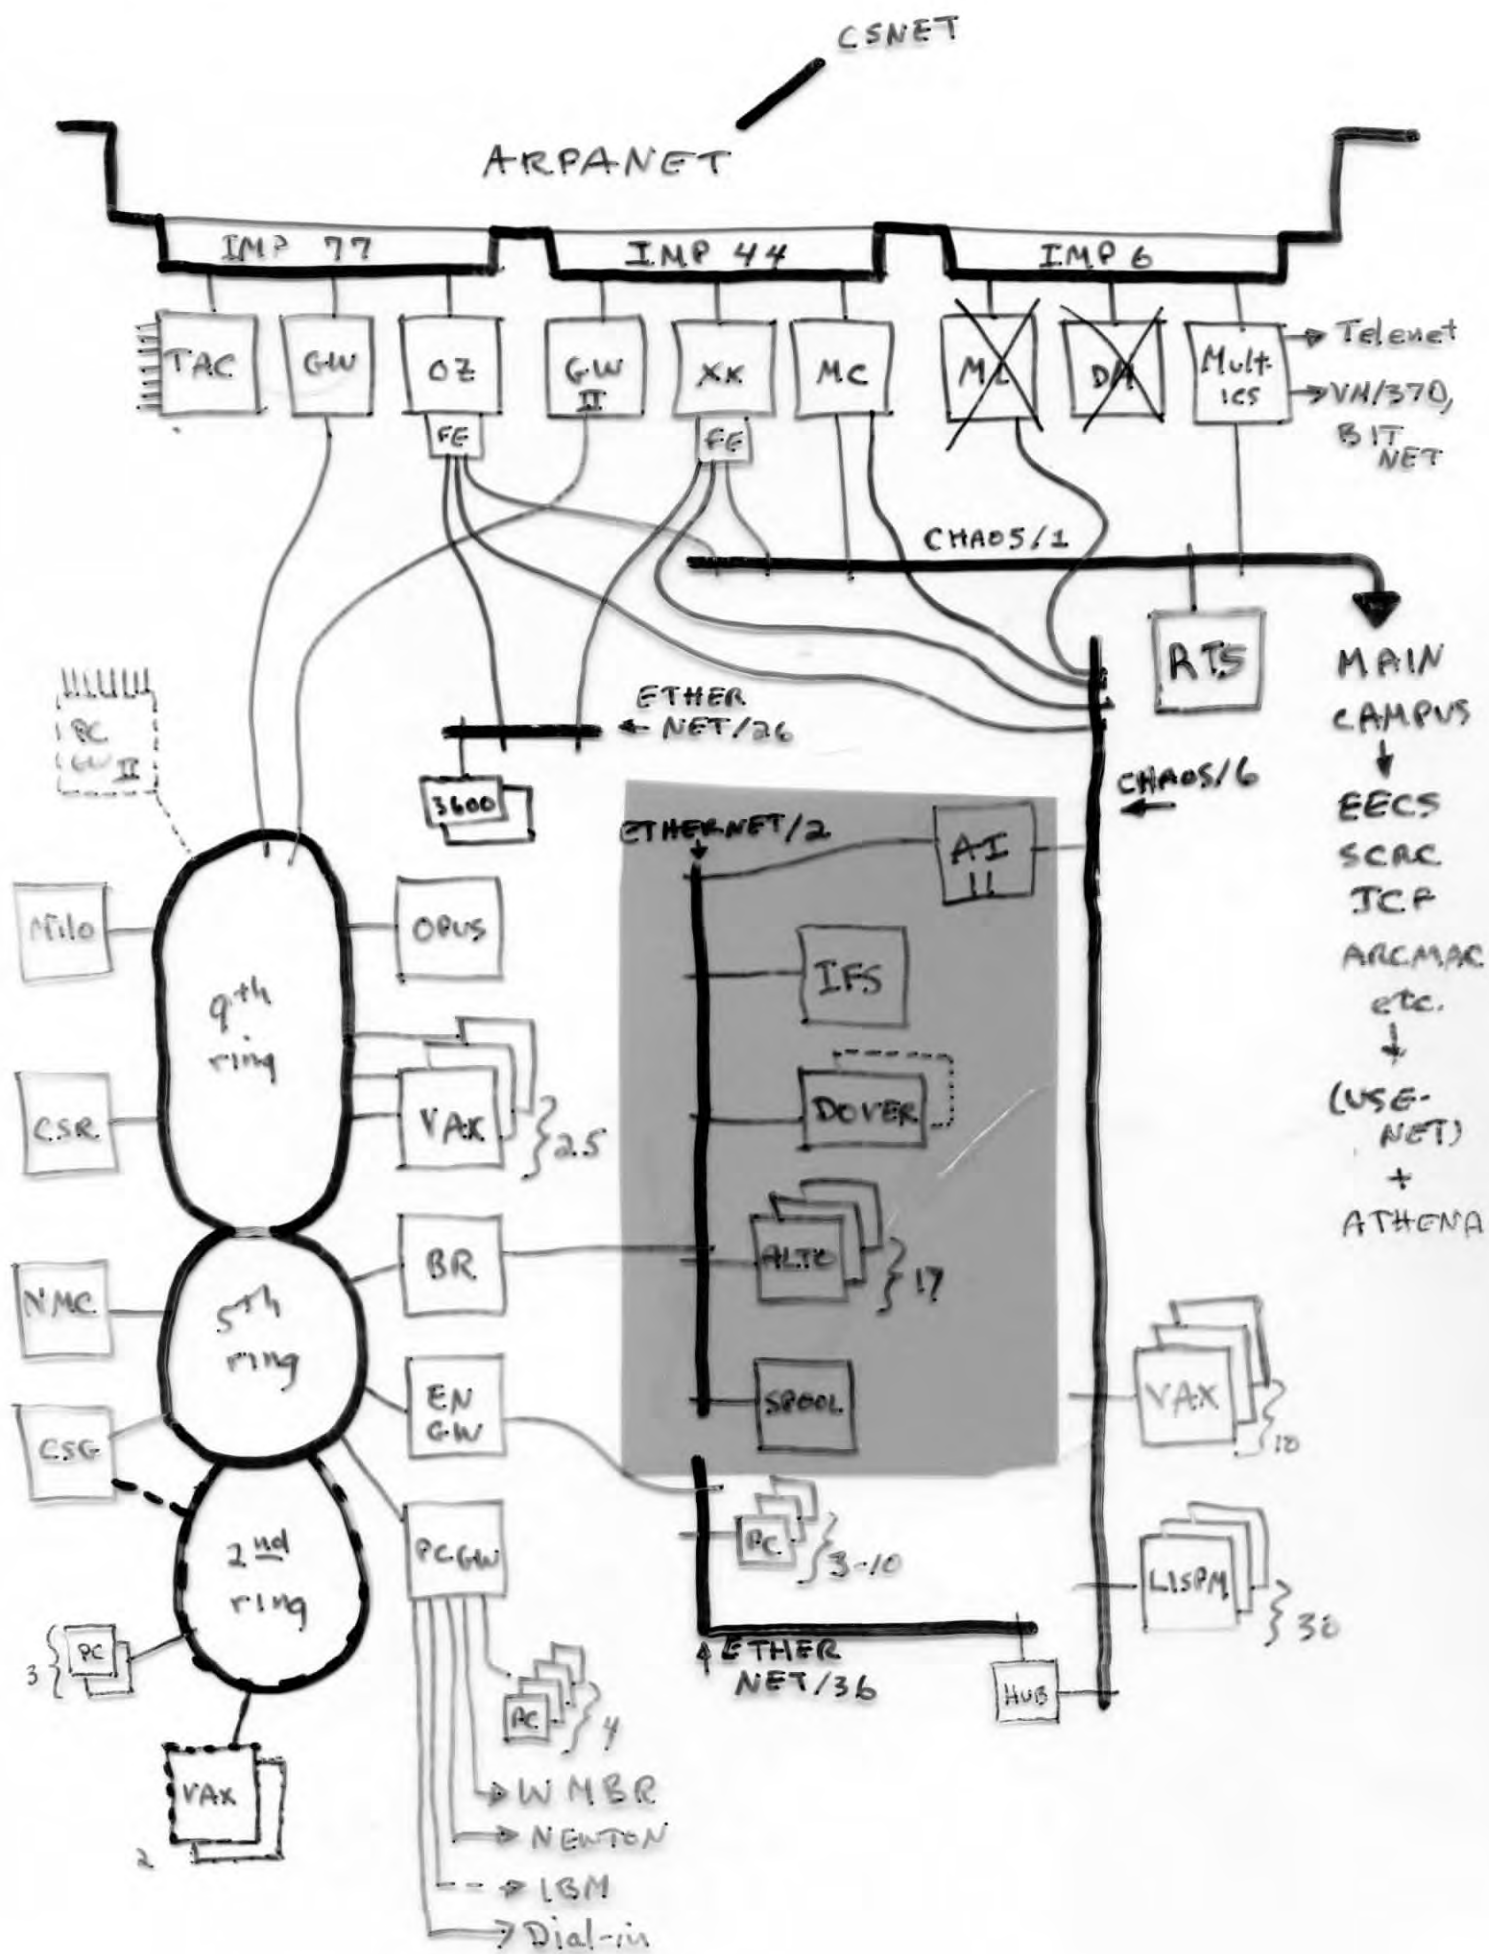 CSNET
ARPANET
IMP 77
IMP 44
IMP 6
TAC
GW
OZ
GW
II
XX
MC
ML
DM
Mult-
ics
Telenet
VM/370,
BIT
NET
FE
FE
CHAOS/1
RTS
MAIN
CAMPUS
EECS
SCRC
JCF
ARCMAC
etc.
(USE-
NET)
+
ATHENA
ETHER
NET/26
3600
PC
GW II
CHAOS/6
ETHERNET/2
AI
11
Milo
9th
ring
OPUS
IFS
CSR
VAX
2.5
DOVER
NMC
5th
ring
BR
ALTO
17
CSG
EN
GW
SPOOL
VAX
10
2nd
ring
PCGW
PC
3-10
LISPM
30
3
PC
PC
4
ETHER
NET/36
HUB
VAX
2
WMBR
NEWTON
IBM
Dial-in